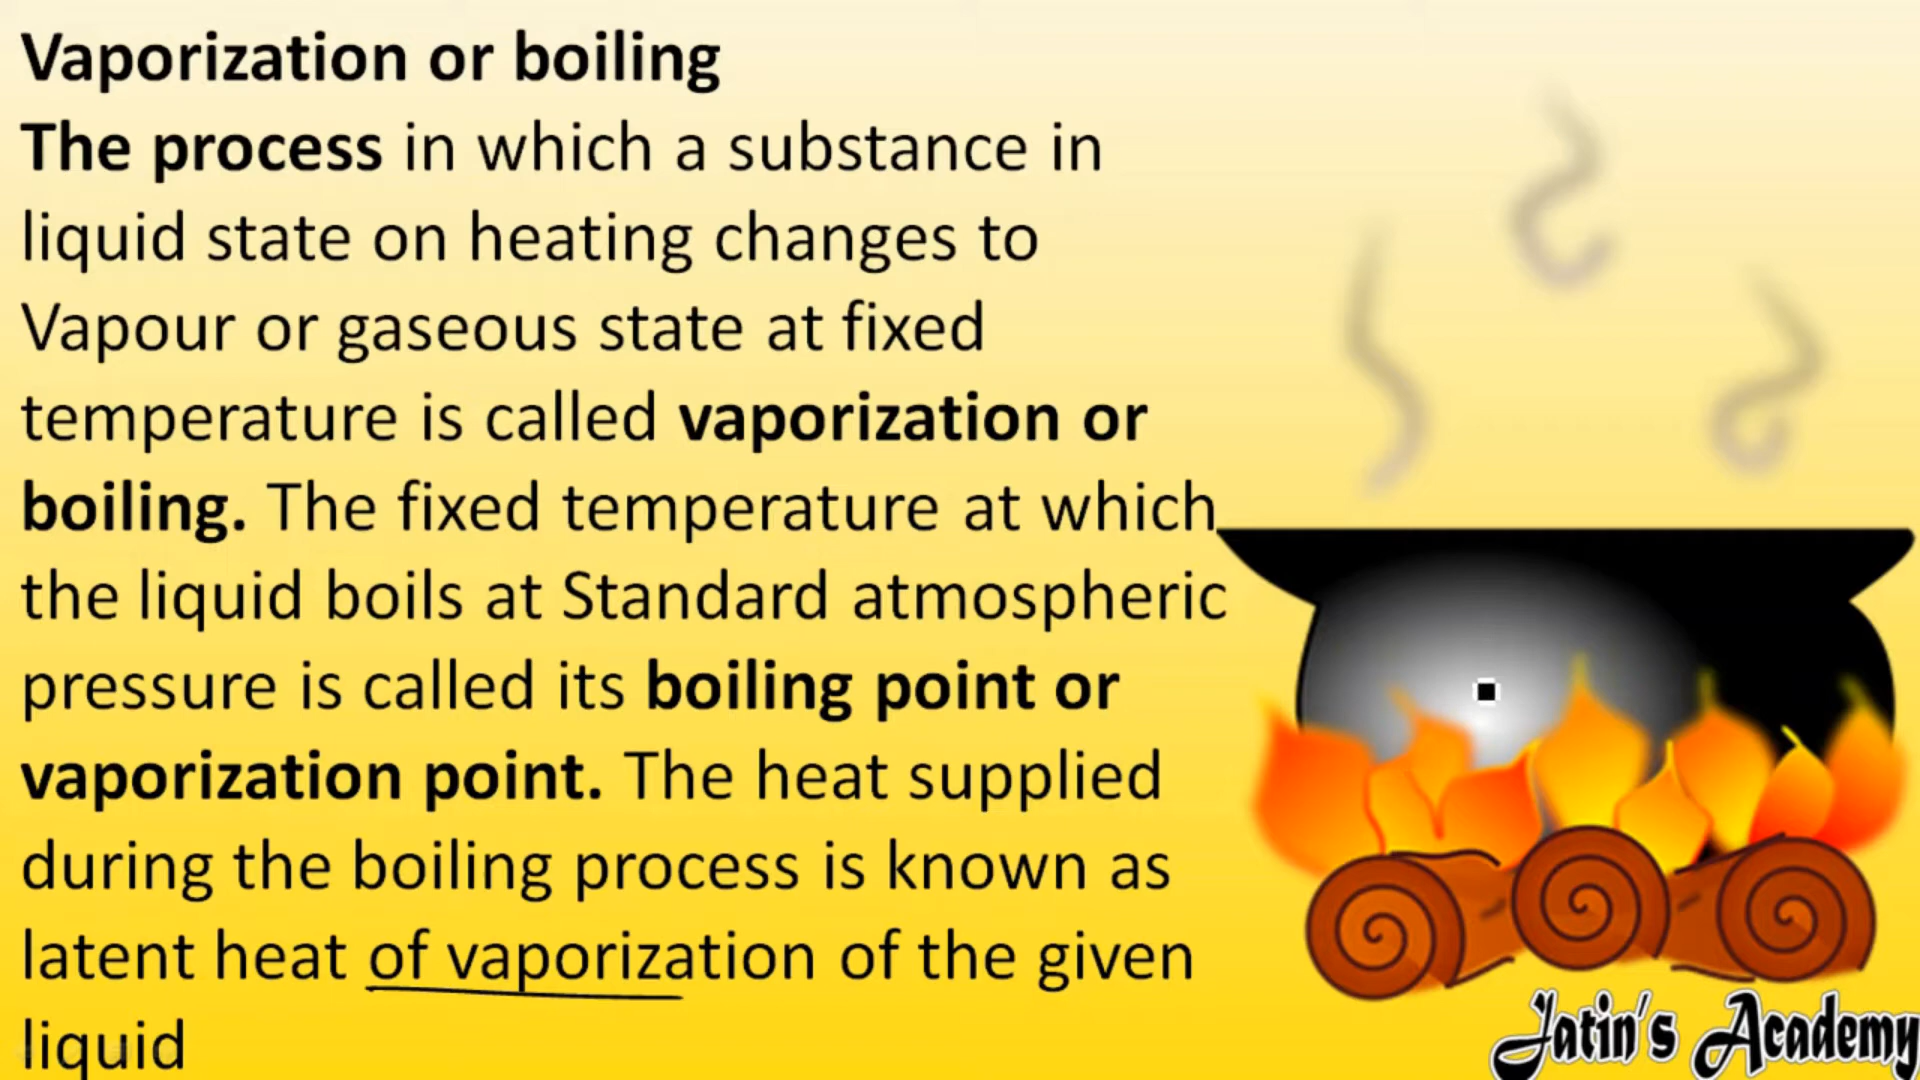 Vaporization or boiling
The process in which a substance in
liquid state on heating changes to
Vapour or gaseous state at fixed
temperature is called vaporization or
boiling. The fixed temperature at which
the liquid boils at Standard atmospheric
pressure is called its boiling point or
vaporization point. The heat supplied
during the boiling process is known as
latent heat of vaporization of the given
liquid
Jatin's Academy